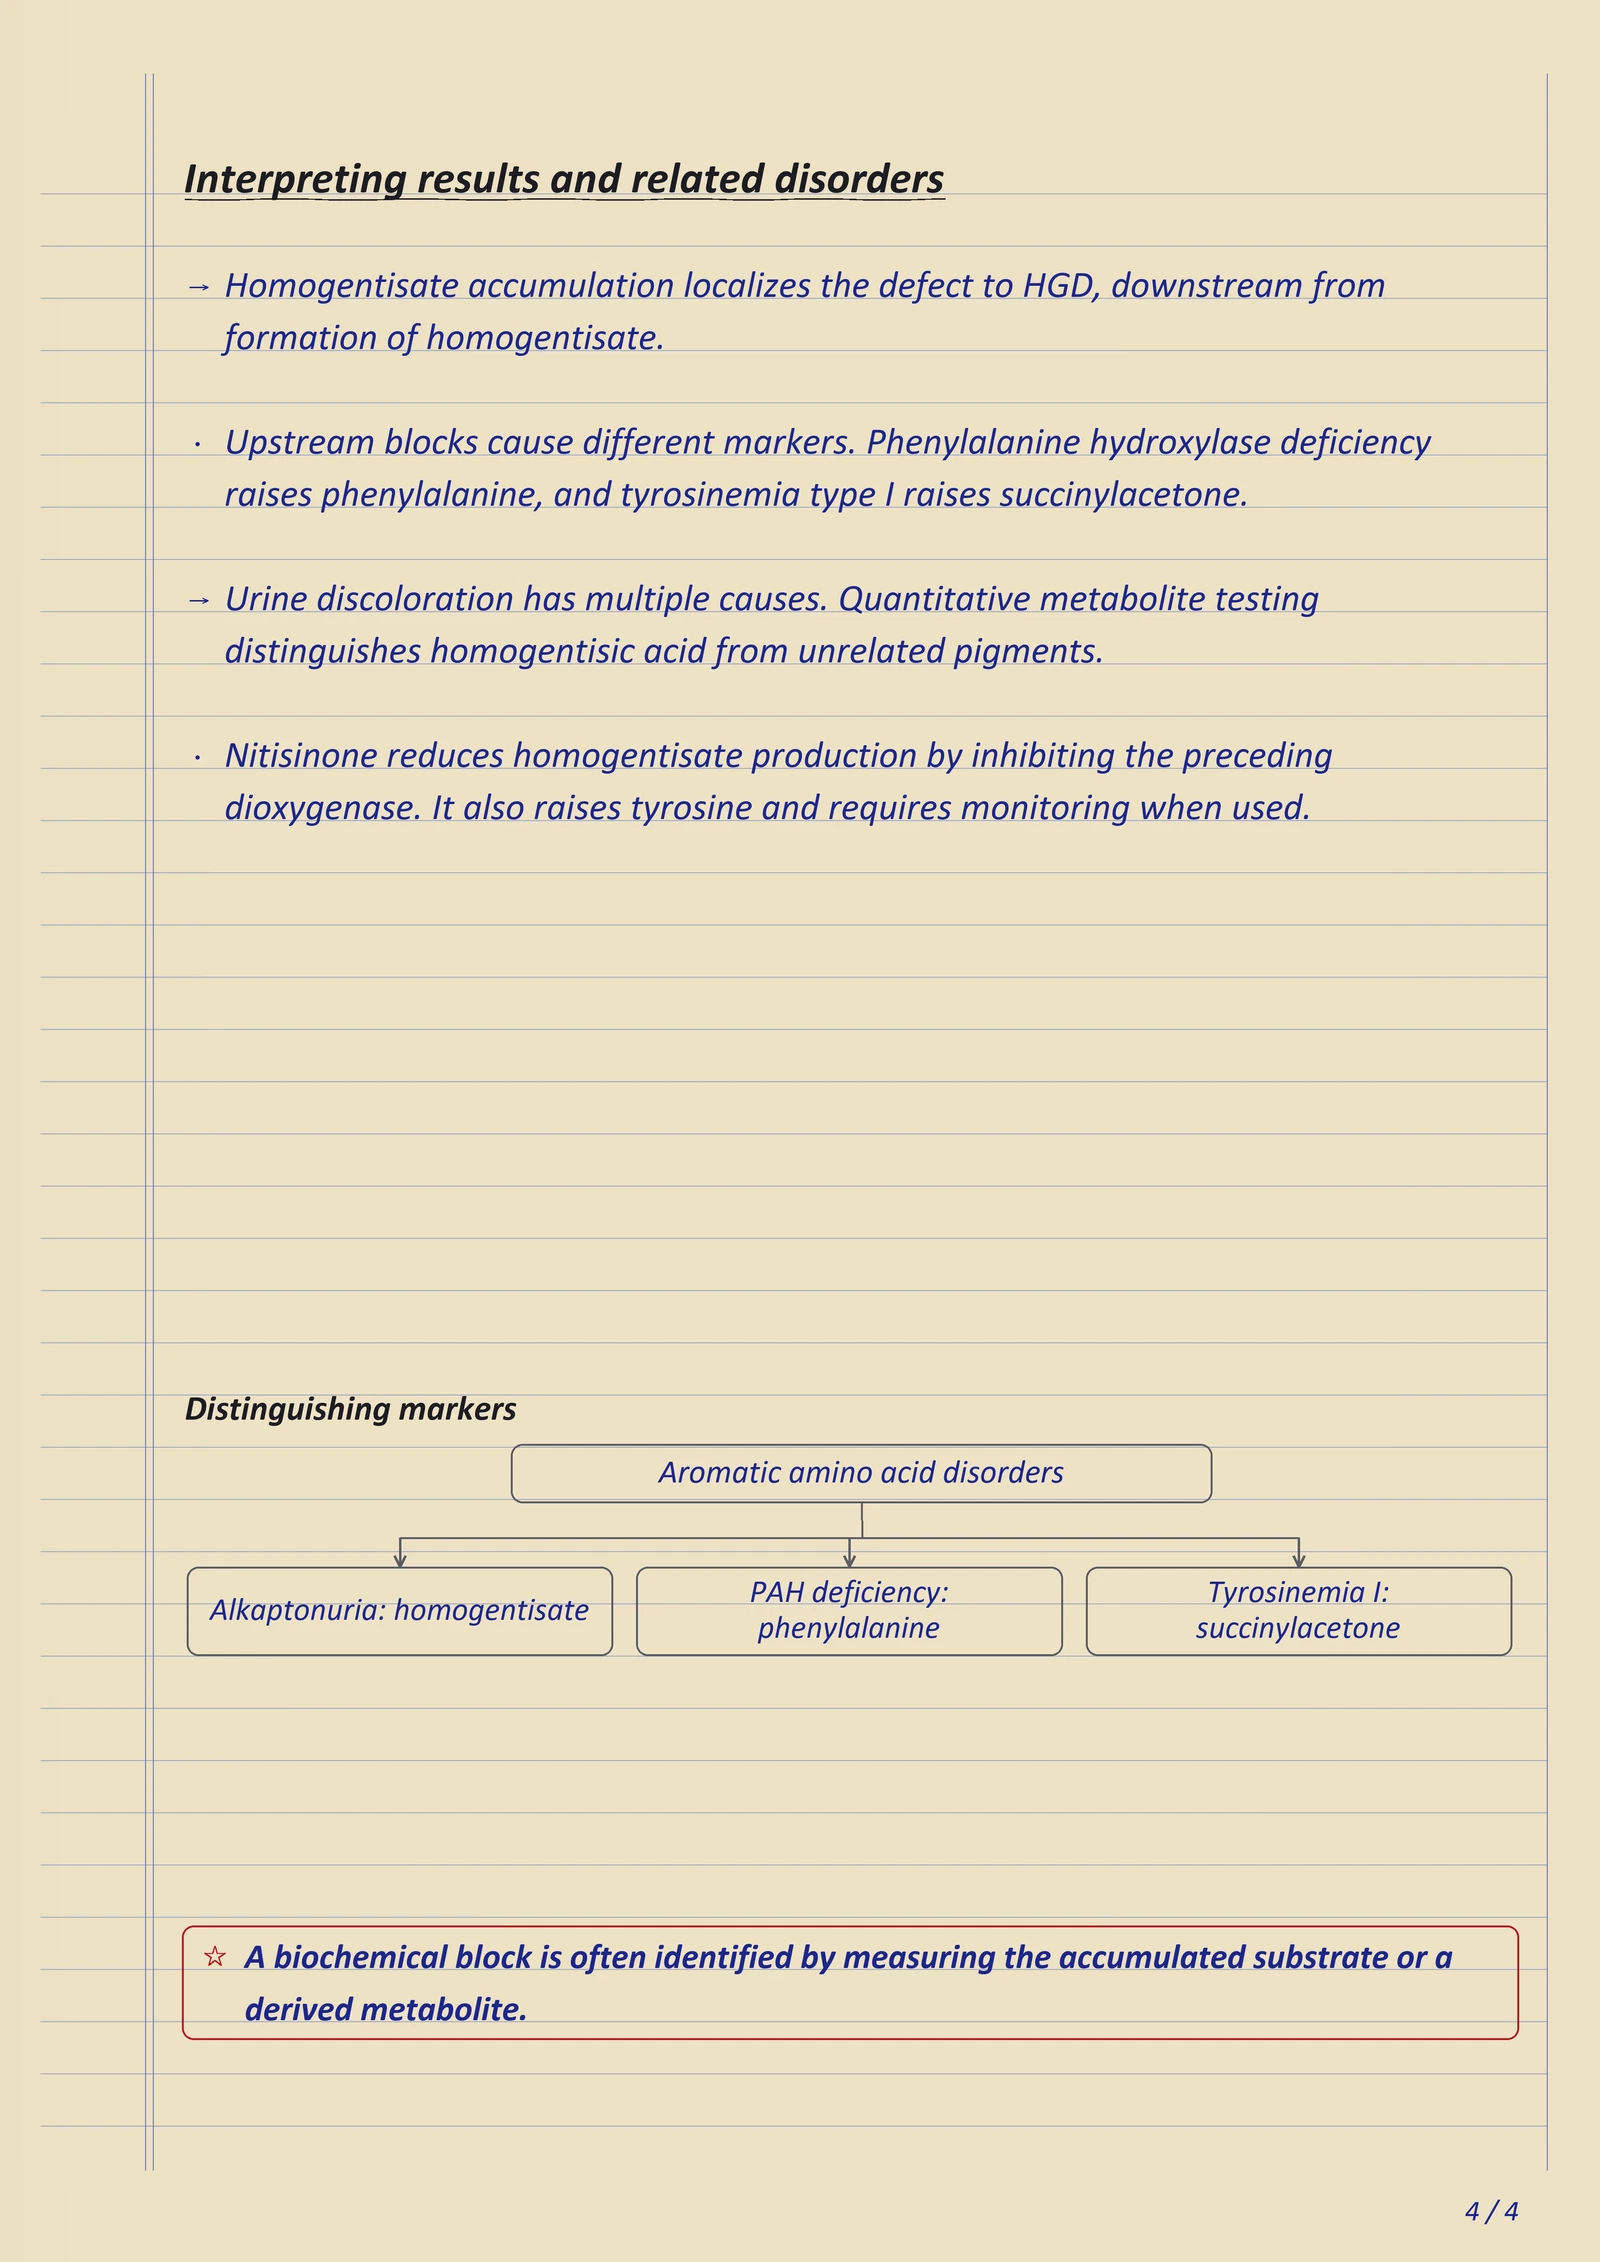 Interpreting results and related disorders
→ Homogentisate accumulation localizes the defect to HGD, downstream from
formation of homogentisate.
· Upstream blocks cause different markers. Phenylalanine hydroxylase deficiency
raises phenylalanine, and tyrosinemia type I raises succinylacetone.
→ Urine discoloration has multiple causes. Quantitative metabolite testing
distinguishes homogentisic acid from unrelated pigments.
· Nitisinone reduces homogentisate production by inhibiting the preceding
dioxygenase. It also raises tyrosine and requires monitoring when used.
Distinguishing markers
Aromatic amino acid disorders
Alkaptonuria: homogentisate
PAH deficiency:
phenylalanine
Tyrosinemia I:
succinylacetone
☆ A biochemical block is often identified by measuring the accumulated substrate or a
derived metabolite.
4 / 4